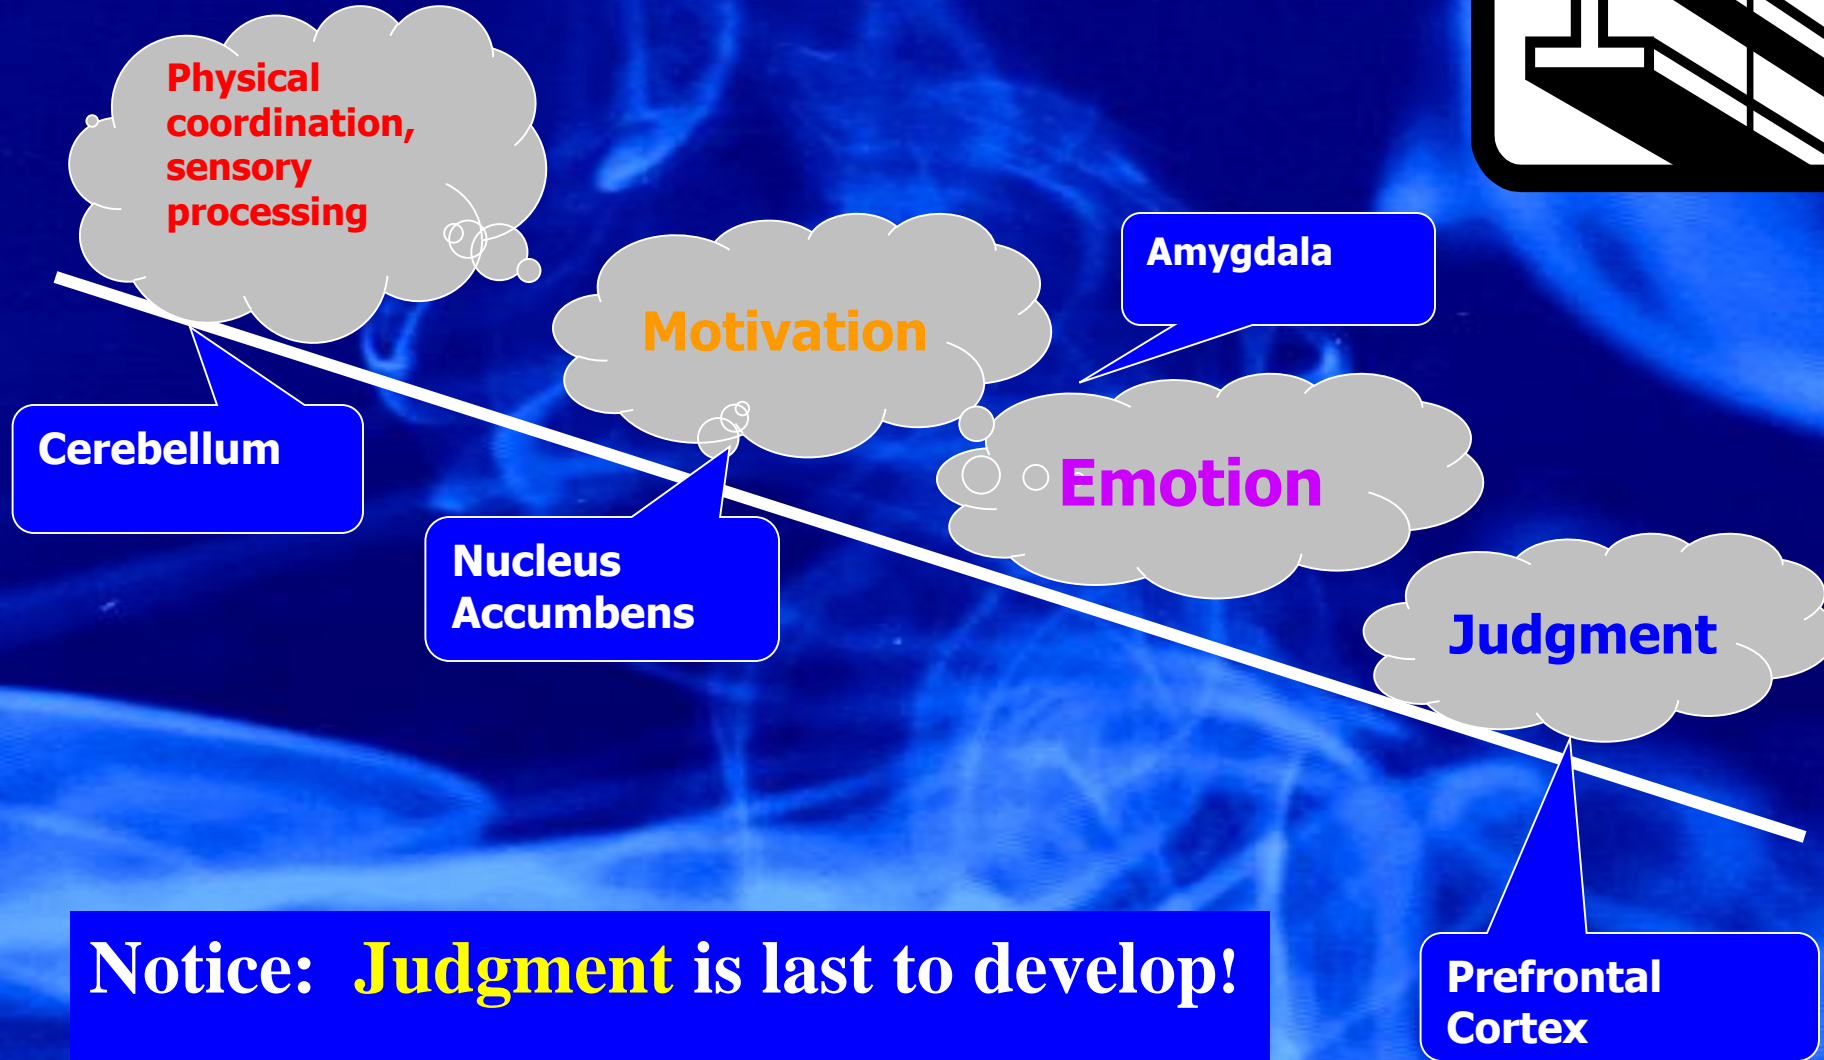 Physical
coordination,
sensory
processing
Motivation
Amygdala
Cerebellum
Emotion
Nucleus
Accumbens
Judgment
Notice:  Judgment is last to develop!
Prefrontal
Cortex